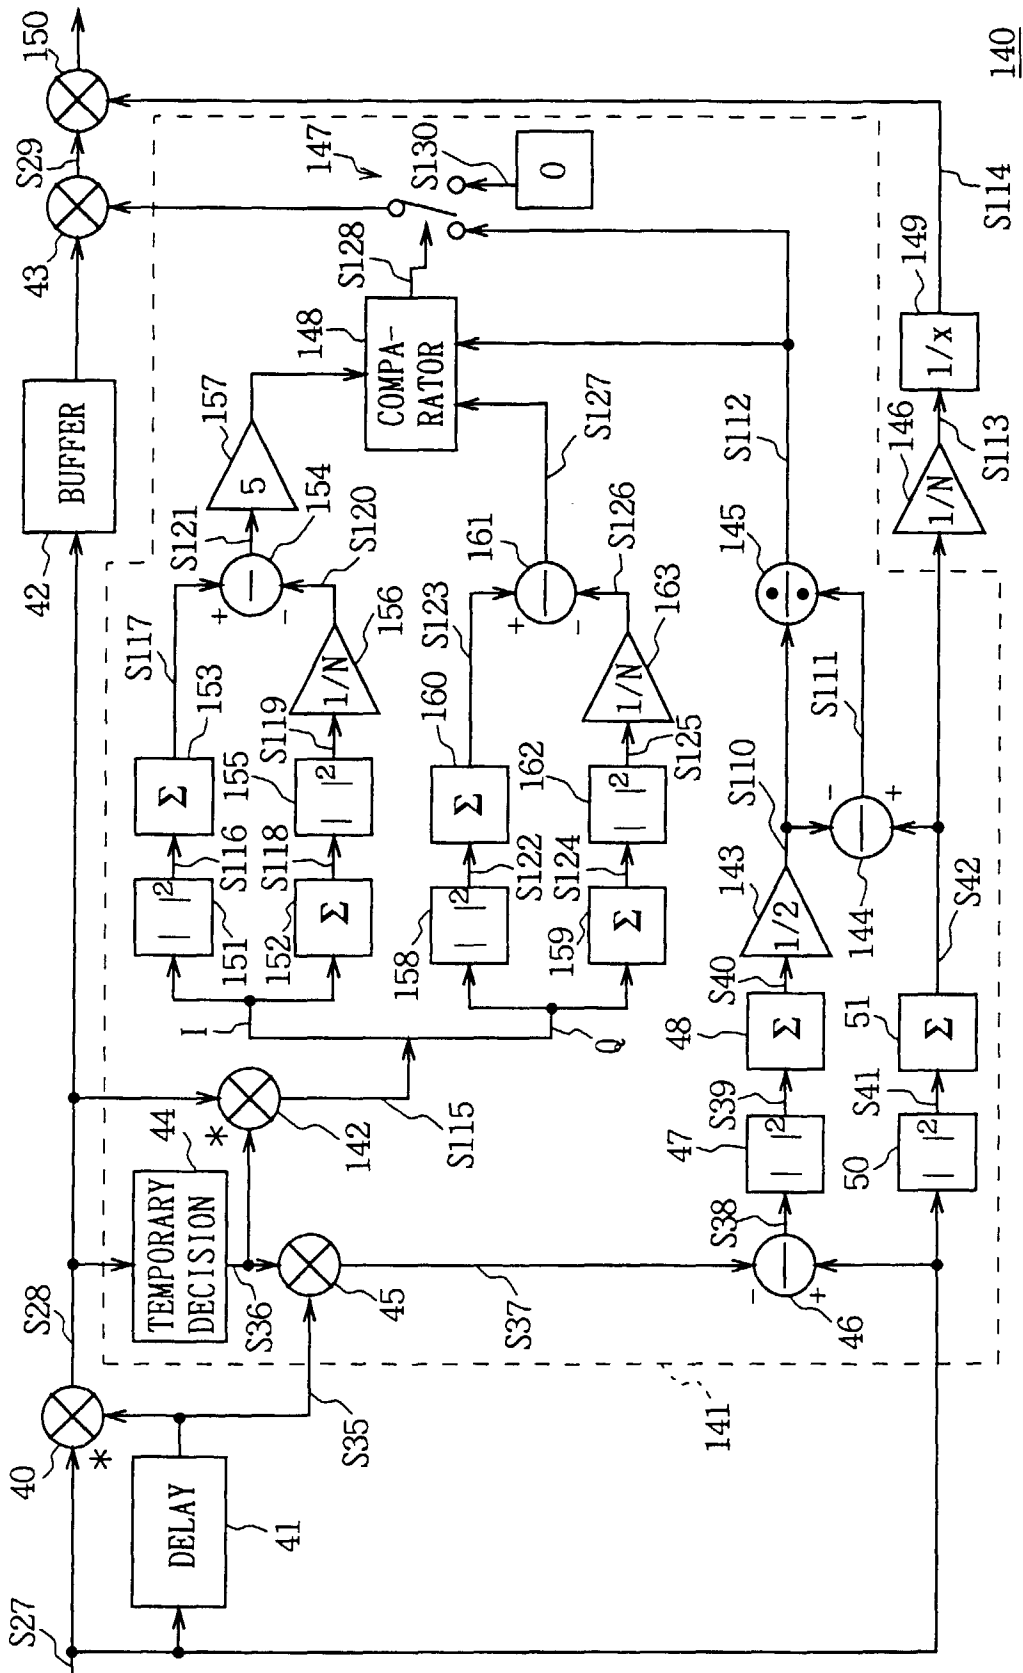 S27
40
*
DELAY
41
S28
S35
141
TEMPORARY
DECISION
44
S36
45
S37
*
142
S115
I
Q
| |2
151
S116
Σ
153
S117
152
Σ
S118
| |2
155
S119
1/N
156
S120
+
-
154
S121
5
157
158
| |2
S122
Σ
160
S123
159
Σ
S124
| |2
162
S125
1/N
163
S126
+
-
161
S127
COMPA-
RATOR
148
S128
147
S130
0
42
BUFFER
43
S29
150
-
+
46
S38
47
| |2
S39
48
Σ
S40
1/2
143
S110
50
| |2
S41
51
Σ
S42
144
-
+
S111
145
S112
1/N
146
S113
1/x
149
S114
140